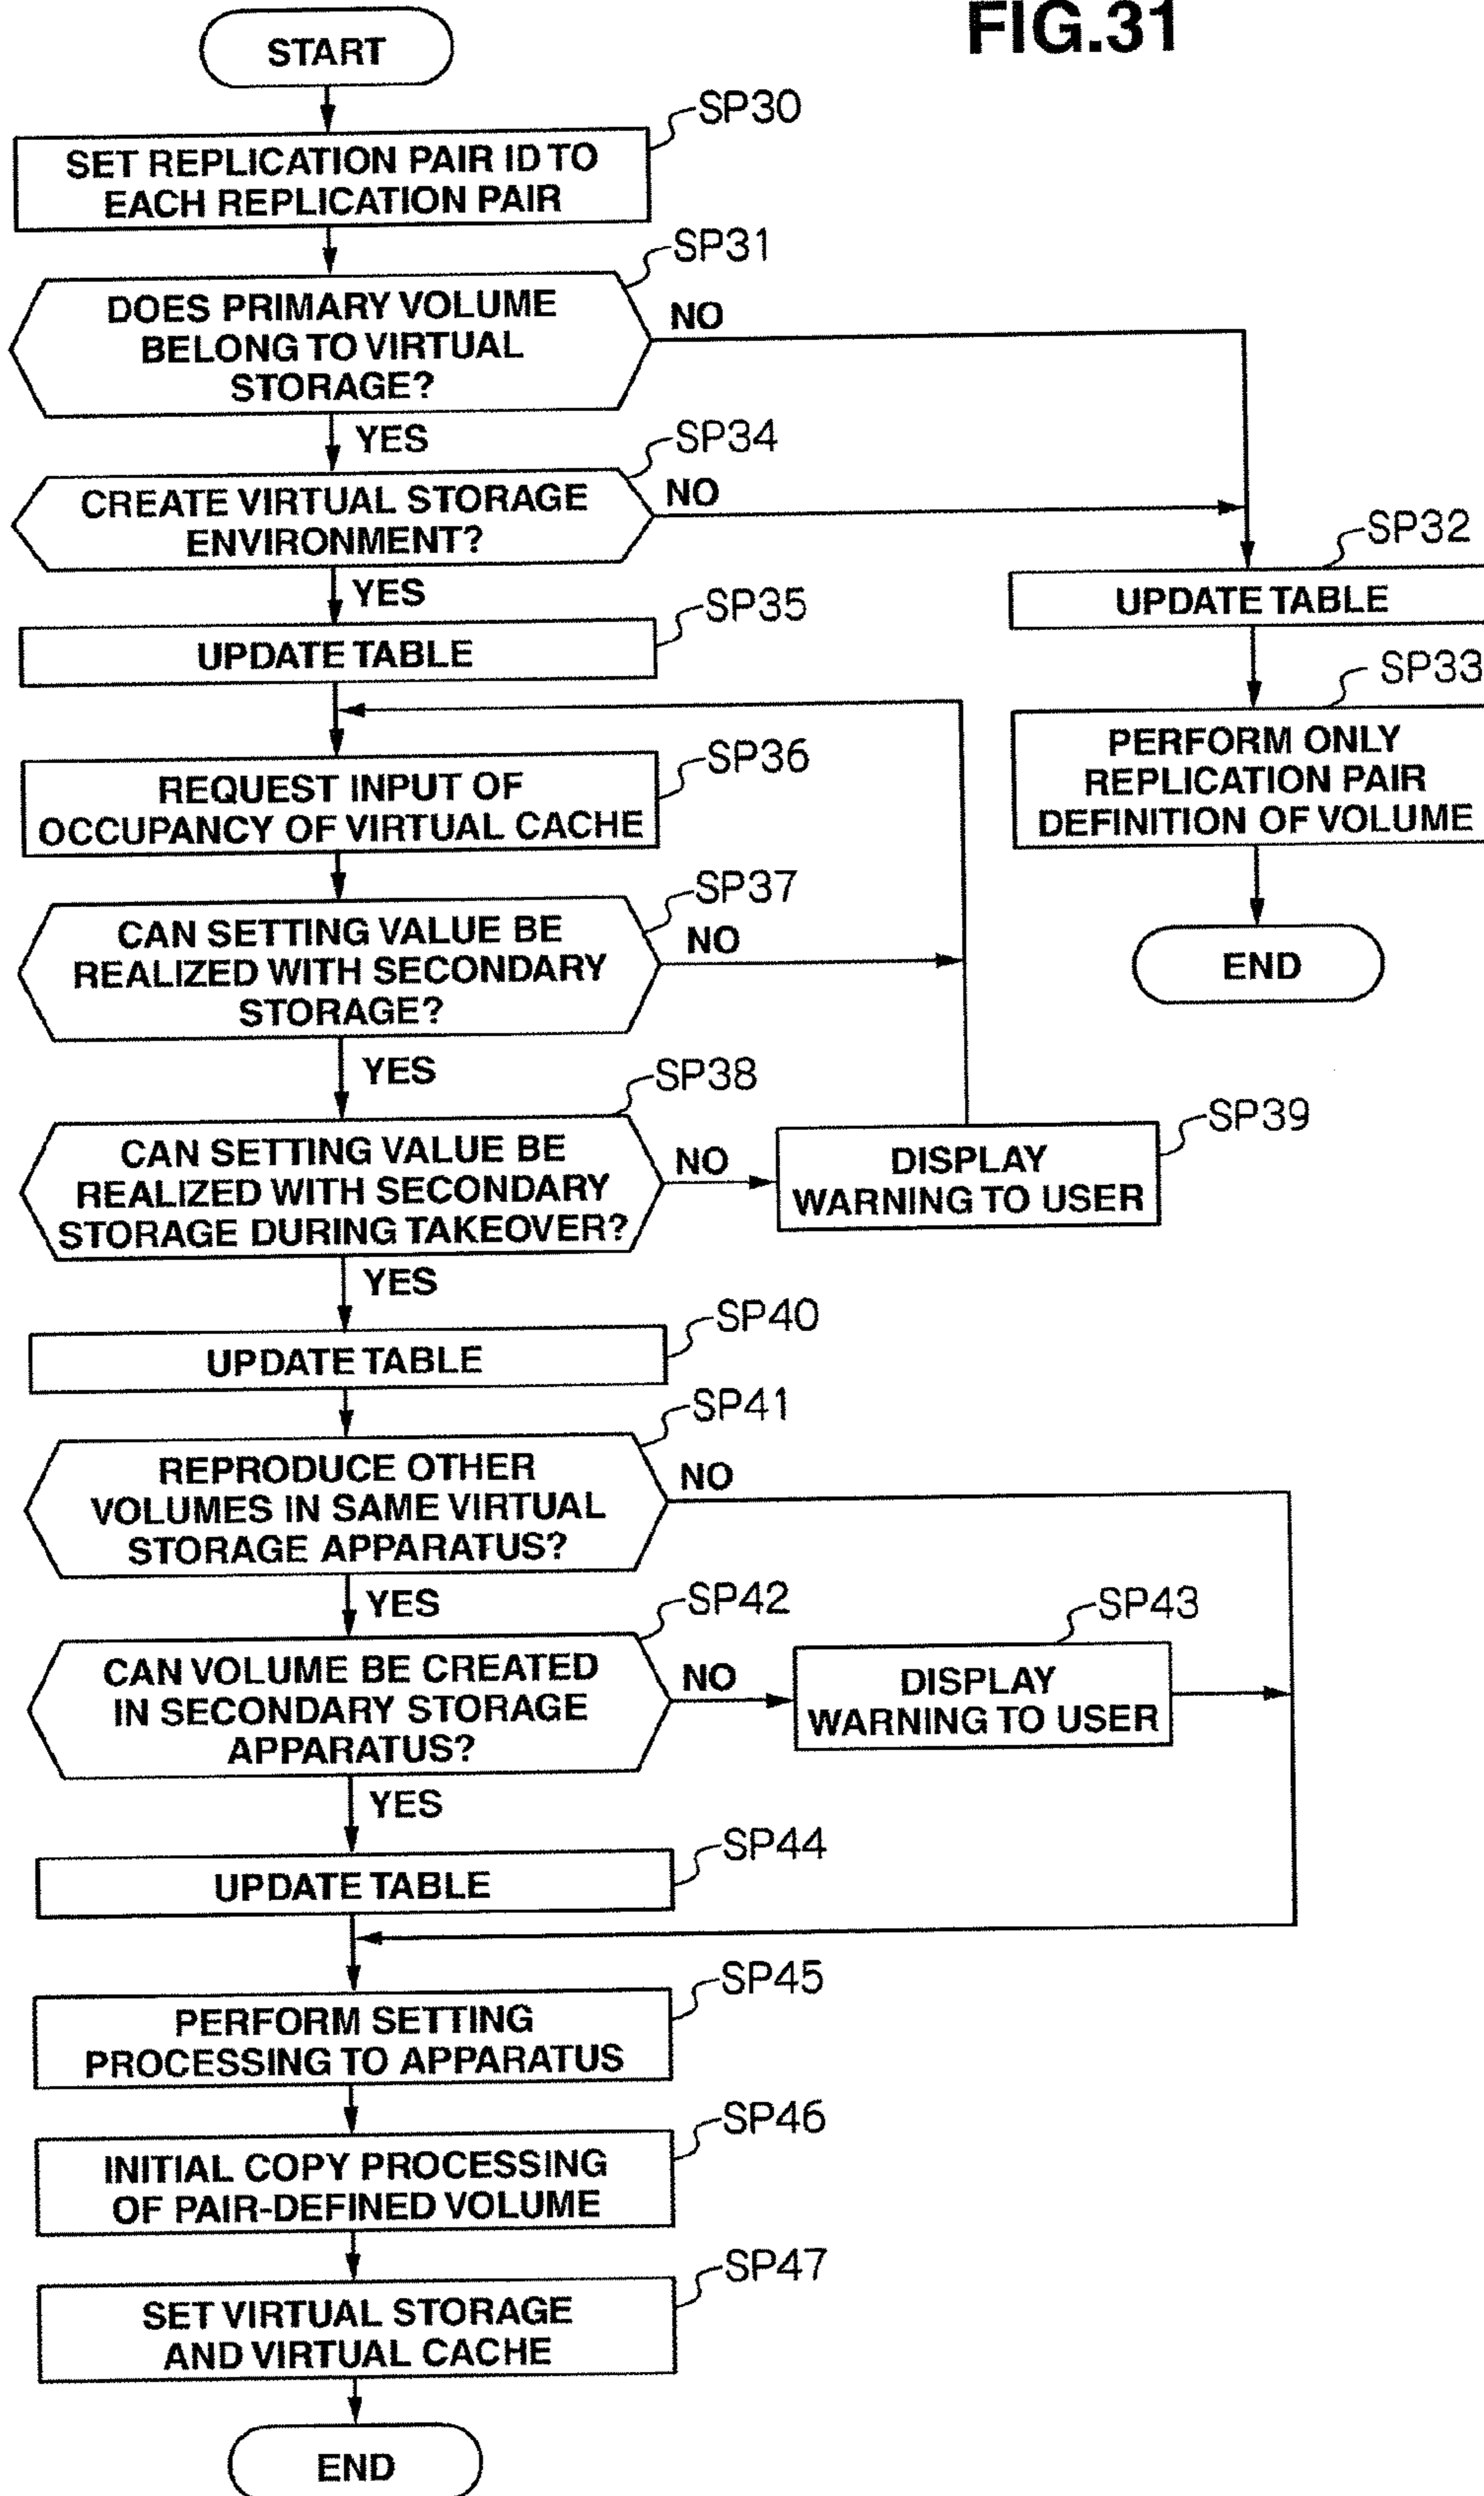 FIG.31
START
SP30
SET REPLICATION PAIR ID TO
EACH REPLICATION PAIR
SP31
DOES PRIMARY VOLUME
BELONG TO VIRTUAL
STORAGE?
NO
YES
SP34
CREATE VIRTUAL STORAGE
ENVIRONMENT?
NO
YES
SP32
UPDATE TABLE
SP33
PERFORM ONLY
REPLICATION PAIR
DEFINITION OF VOLUME
END
SP35
UPDATE TABLE
SP36
REQUEST INPUT OF
OCCUPANCY OF VIRTUAL CACHE
SP37
CAN SETTING VALUE BE
REALIZED WITH SECONDARY
STORAGE?
NO
YES
SP38
CAN SETTING VALUE BE
REALIZED WITH SECONDARY
STORAGE DURING TAKEOVER?
NO
SP39
DISPLAY
WARNING TO USER
YES
SP40
UPDATE TABLE
SP41
REPRODUCE OTHER
VOLUMES IN SAME VIRTUAL
STORAGE APPARATUS?
NO
YES
SP42
CAN VOLUME BE CREATED
IN SECONDARY STORAGE
APPARATUS?
NO
SP43
DISPLAY
WARNING TO USER
YES
SP44
UPDATE TABLE
SP45
PERFORM SETTING
PROCESSING TO APPARATUS
SP46
INITIAL COPY PROCESSING
OF PAIR-DEFINED VOLUME
SP47
SET VIRTUAL STORAGE
AND VIRTUAL CACHE
END